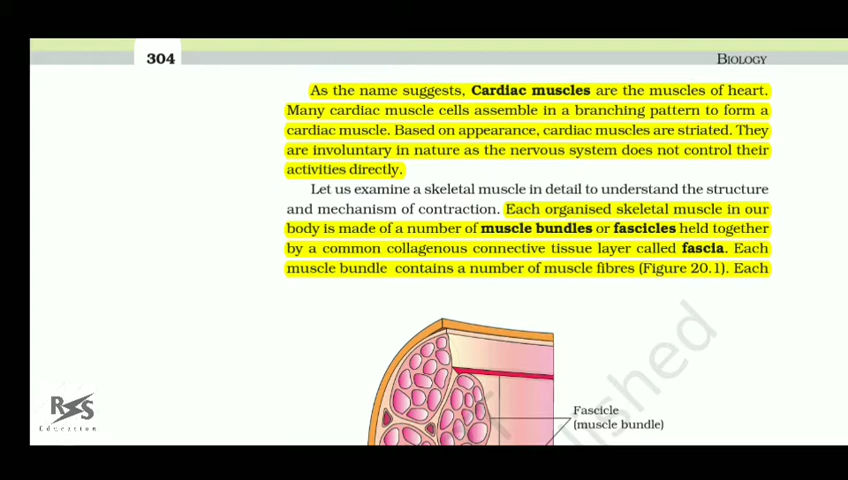 304
BIOLOGY
As the name suggests, Cardiac muscles are the muscles of heart.
Many cardiac muscle cells assemble in a branching pattern to form a
cardiac muscle. Based on appearance, cardiac muscles are striated. They
are involuntary in nature as the nervous system does not control their
activities directly.
Let us examine a skeletal muscle in detail to understand the structure
and mechanism of contraction. Each organised skeletal muscle in our
body is made of a number of muscle bundles or fascicles held together
by a common collagenous connective tissue layer called fascia. Each
muscle bundle contains a number of muscle fibres (Figure 20.1). Each
Fascicle
(muscle bundle)
RS
Education